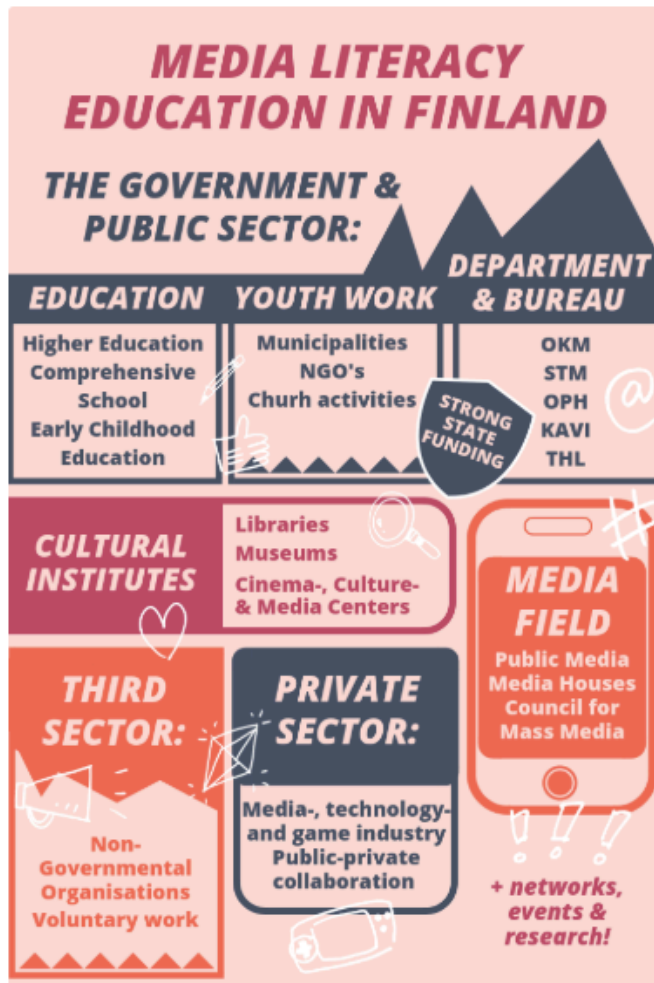 MEDIA LITERACY
EDUCATION IN FINLAND
THE GOVERNMENT &
PUBLIC SECTOR:
EDUCATION
Higher Education
Comprehensive
School
Early Childhood
Education
YOUTH WORK
Municipalities
NGO's
Churh activities
DEPARTMENT
& BUREAU
OKM
STM
OPH
KAVI
THL
STRONG
STATE
FUNDING
@
CULTURAL
INSTITUTES
Libraries
Museums
Cinema-, Culture-
& Media Centers
#
MEDIA
FIELD
Public Media
Media Houses
Council for
Mass Media
THIRD
SECTOR:
Non-
Governmental
Organisations
Voluntary work
PRIVATE
SECTOR:
Media-, technology-
and game industry
Public-private
collaboration
!!!
+ networks,
events &
research!